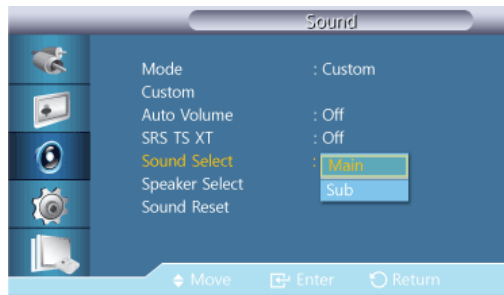 Sound
Mode : Custom
Custom
Auto Volume : Off
SRS TS XT : Off
Sound Select : Main
Sub
Speaker Select
Sound Reset
Move Enter Return